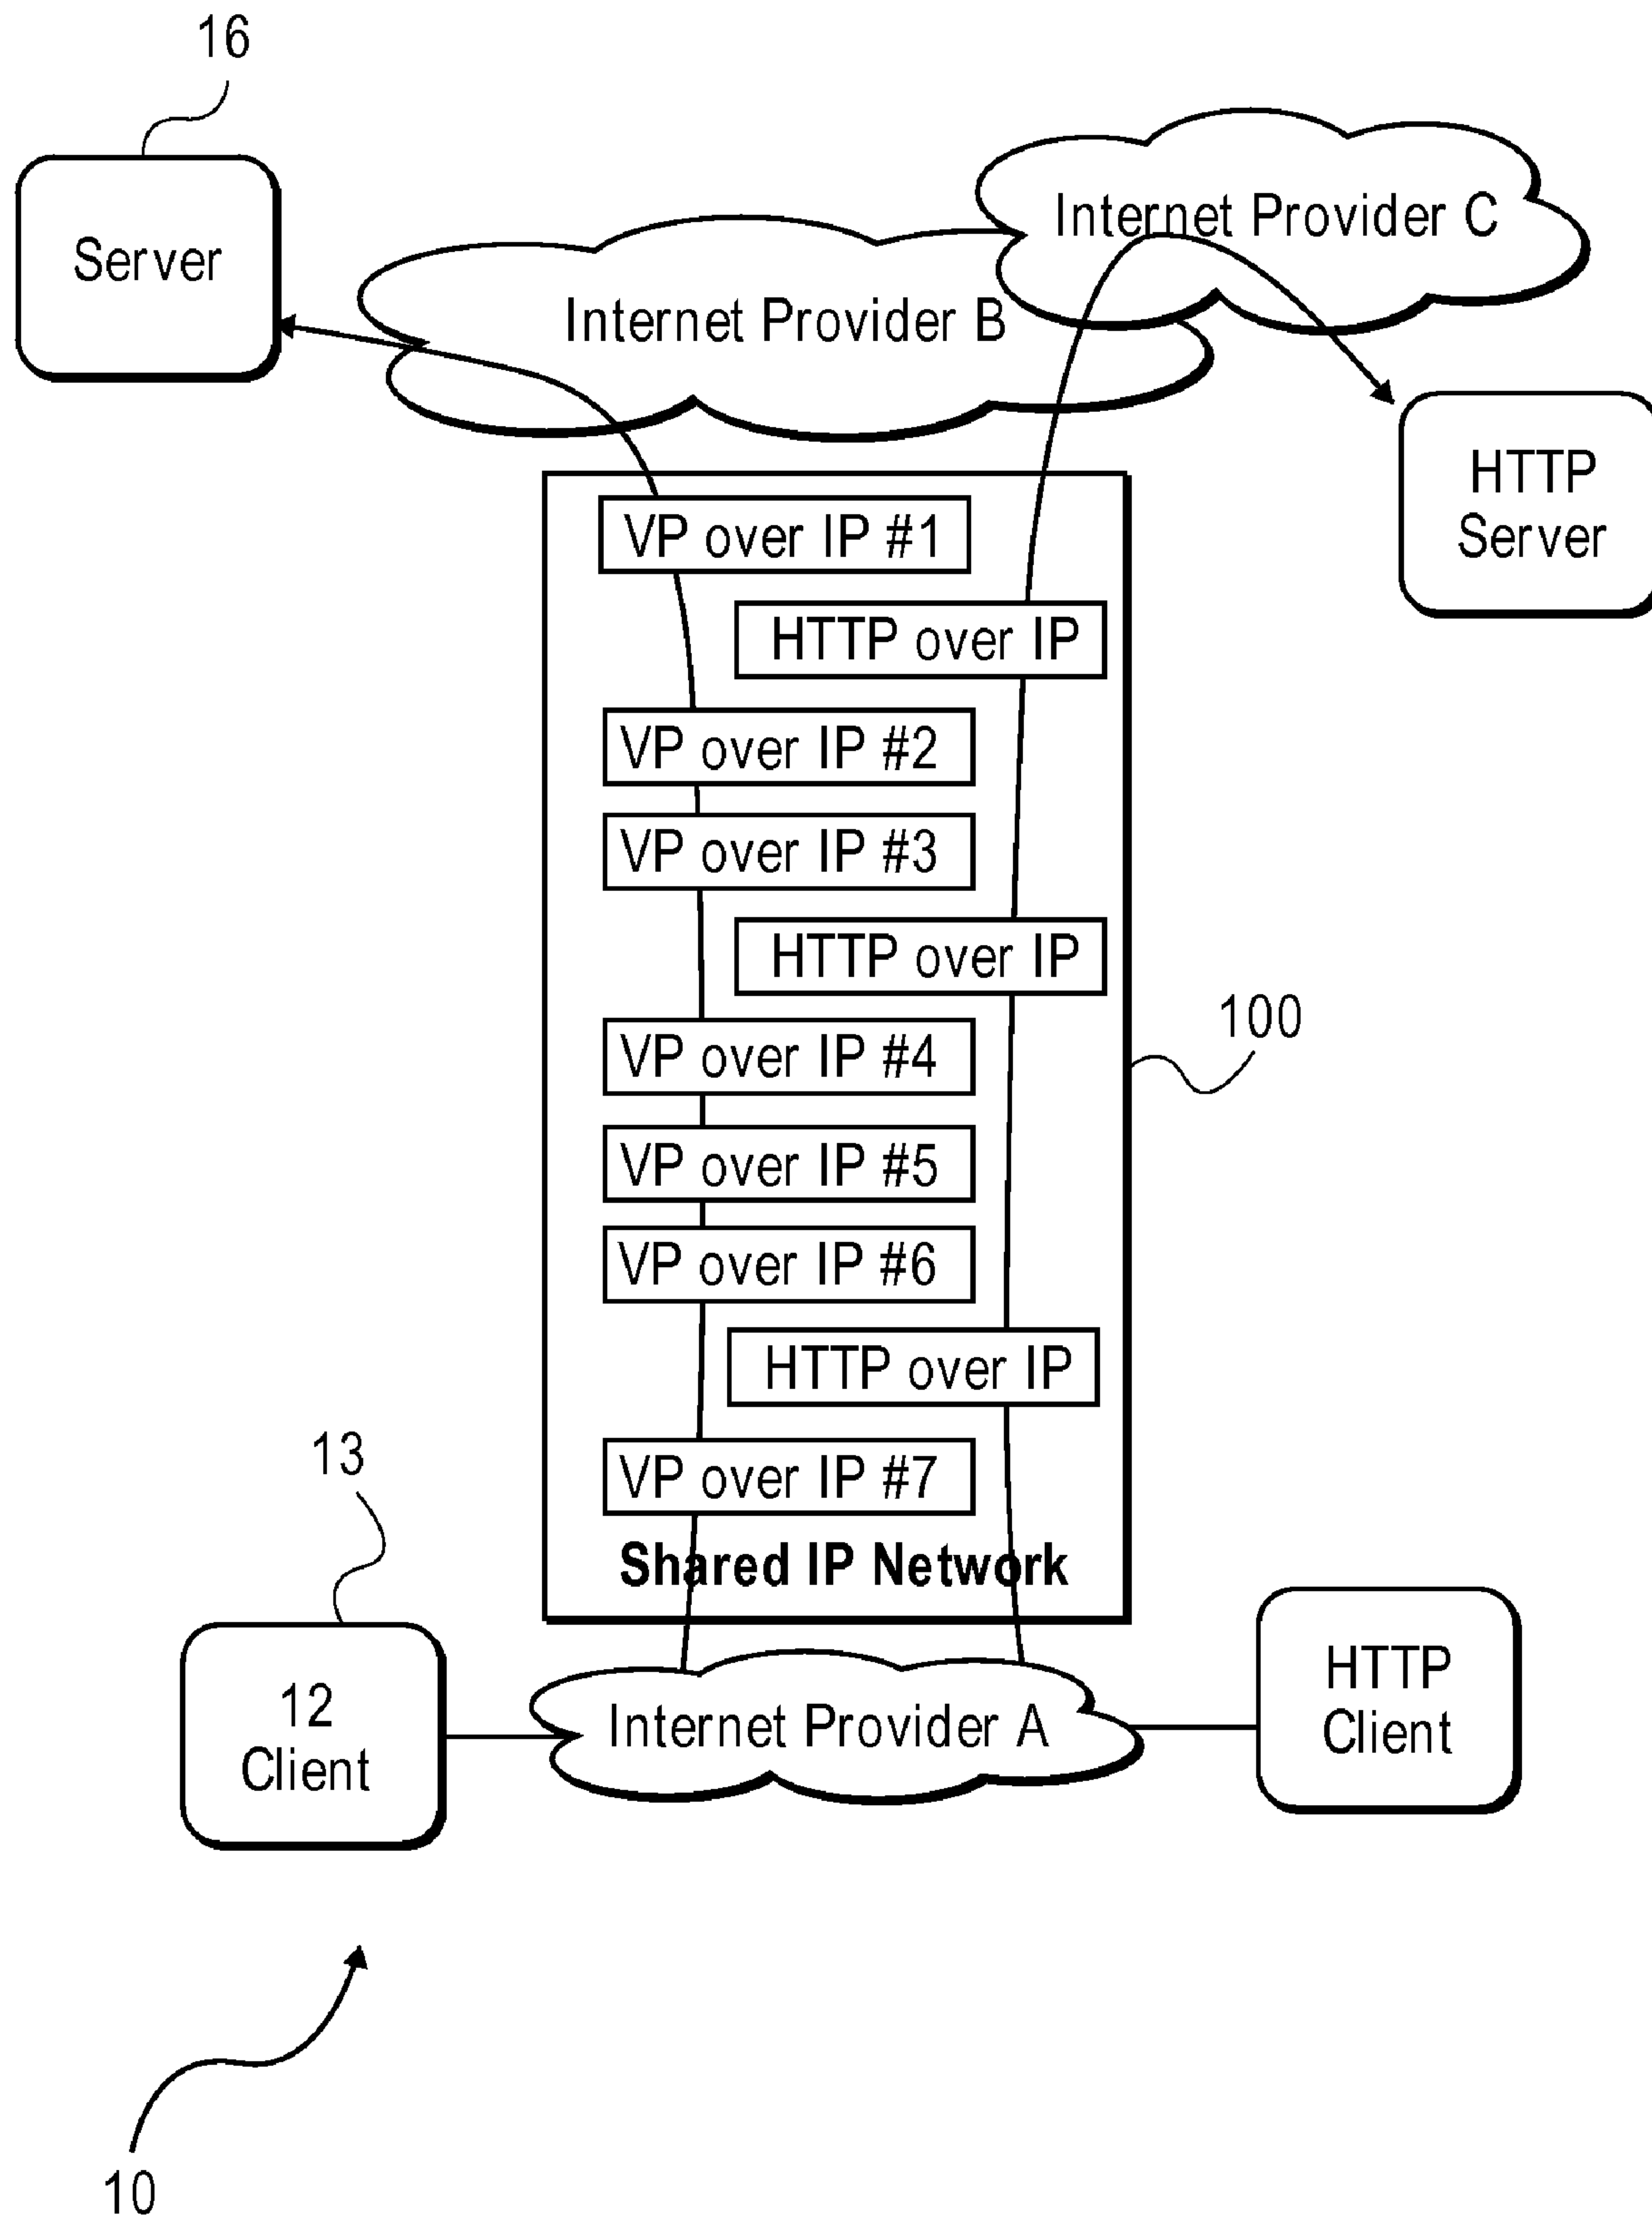 16
Server
Internet Provider C
Internet Provider B
HTTP
Server
VP over IP #1
HTTP over IP
VP over IP #2
VP over IP #3
HTTP over IP
100
VP over IP #4
VP over IP #5
VP over IP #6
HTTP over IP
13
VP over IP #7
Shared IP Network
12
Client
Internet Provider A
HTTP
Client
10